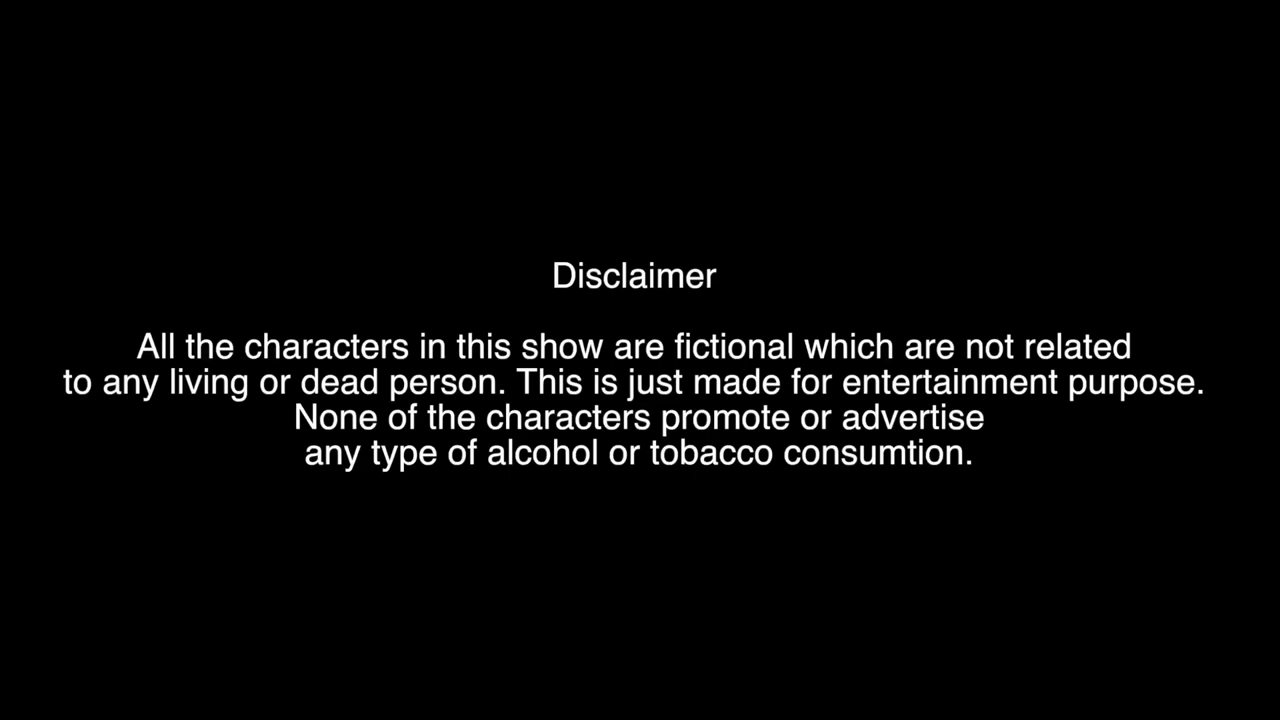 Disclaimer
All the characters in this show are fictional which are not related
to any living or dead person. This is just made for entertainment purpose.
None of the characters promote or advertise
any type of alcohol or tobacco consumtion.